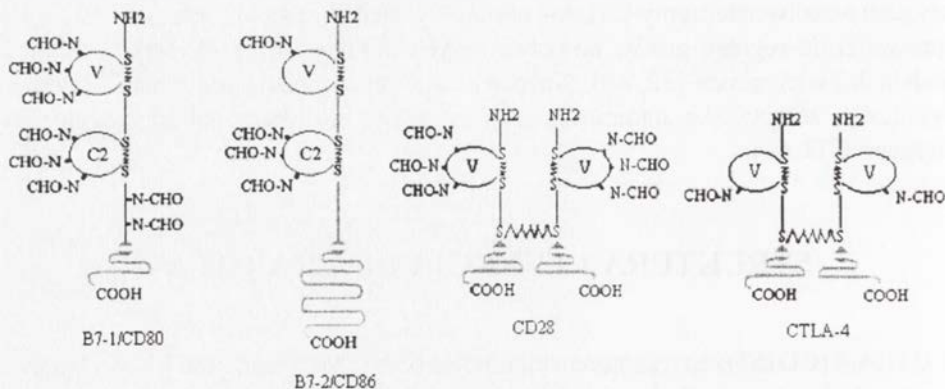 NH2
CHO-N
CHO-N
V
S
S
CHO-N
CHO-N
CHO-N
C2
S
S
CHO-N
N-CHO
N-CHO
COOH
B7-1/CD80
NH2
CHO-N
V
S
S
CHO-N
CHO-N
CHO-N
C2
S
S
CHO-N
COOH
B7-2/CD86
NH2 NH2
CHO-N
CHO-N
CHO-N
V
S
S
S
S
V
N-CHO
N-CHO
N-CHO
S S
COOH COOH
CD28
NH2 NH2
V
S
S
S
S
V
CHO-N
N-CHO
S S
COOH COOH
CTLA-4